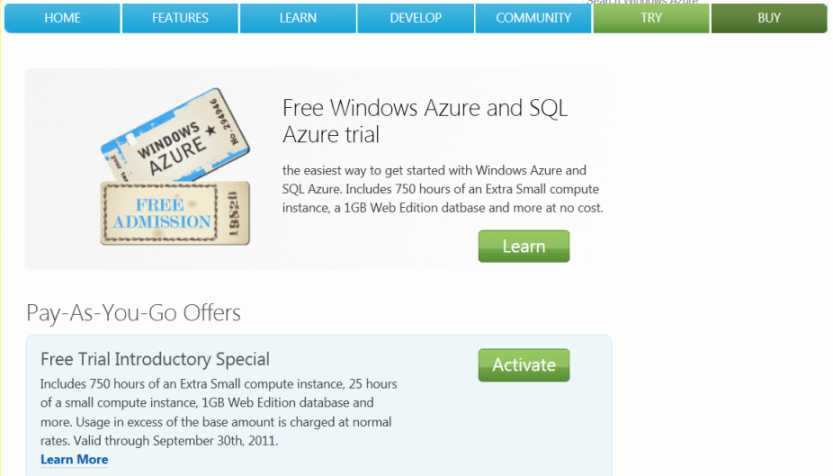 Search Windows Azure
HOME FEATURES LEARN DEVELOP COMMUNITY TRY BUY
WINDOWS
AZURE ★
No.294946
FREE
ADMISSION
Free Windows Azure and SQL
Azure trial
the easiest way to get started with Windows Azure and
SQL Azure. Includes 750 hours of an Extra Small compute
instance, a 1GB Web Edition datbase and more at no cost.
Learn
Pay-As-You-Go Offers
Free Trial Introductory Special
Activate
Includes 750 hours of an Extra Small compute instance, 25 hours
of a small compute instance, 1GB Web Edition database and
more. Usage in excess of the base amount is charged at normal
rates. Valid through September 30th, 2011.
Learn More